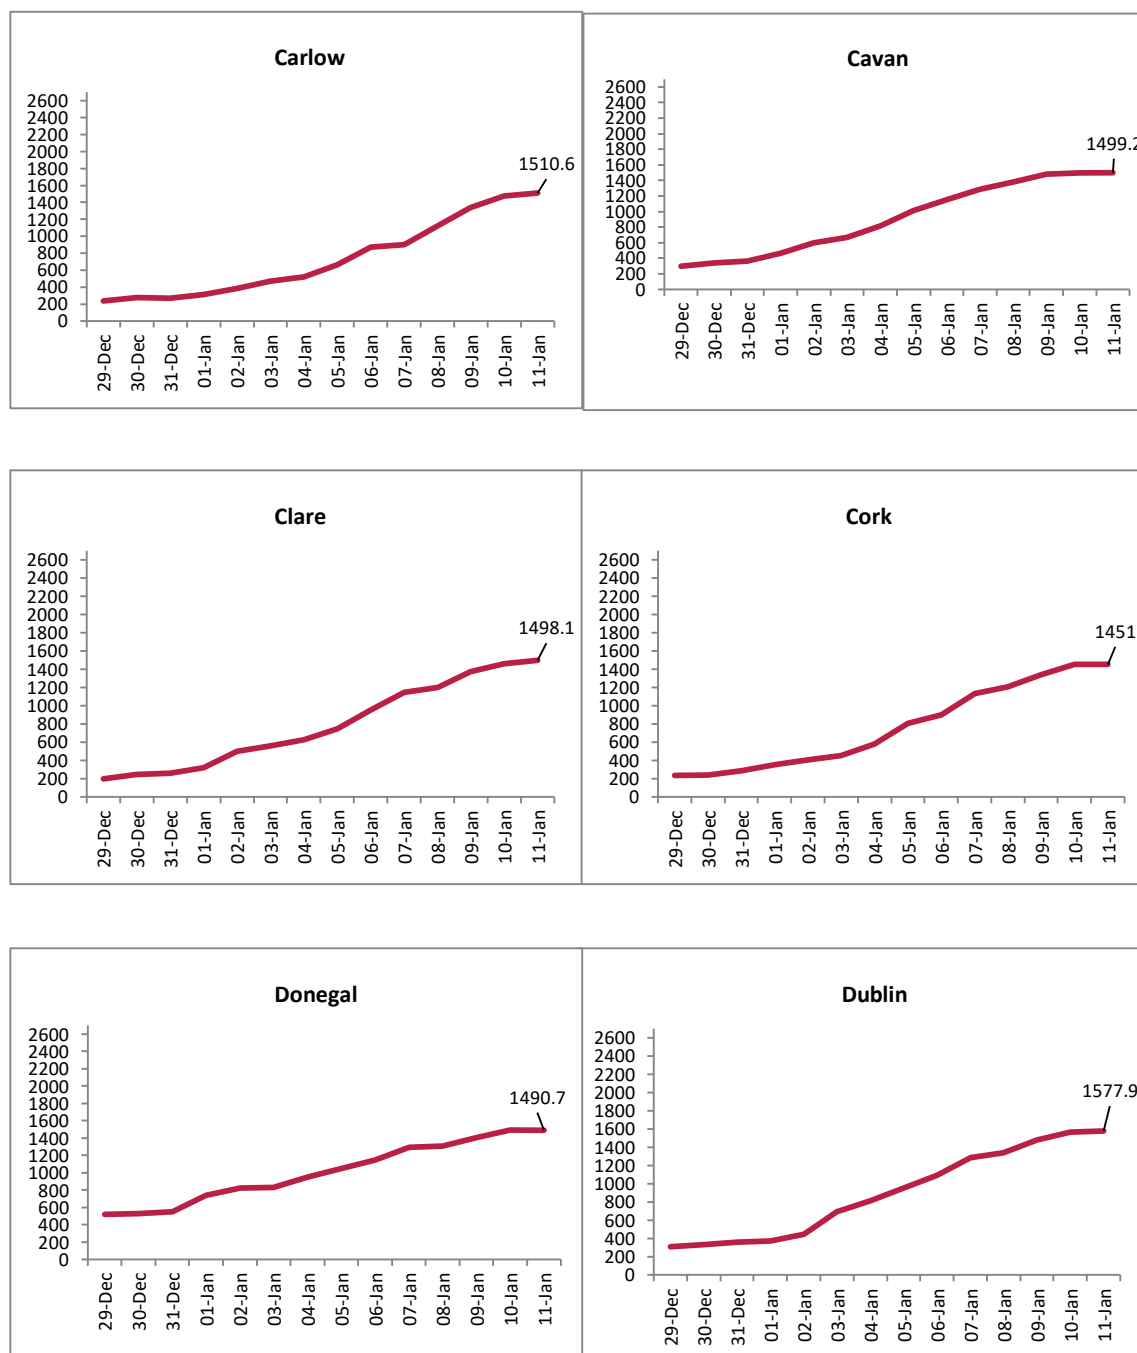 Carlow
2600
2400
2200
2000
1800
1600
1400
1200
1000
800
600
400
200
0
1510.6
29-Dec
30-Dec
31-Dec
01-Jan
02-Jan
03-Jan
04-Jan
05-Jan
06-Jan
07-Jan
08-Jan
09-Jan
10-Jan
11-Jan
Cavan
2600
2400
2200
2000
1800
1600
1400
1200
1000
800
600
400
200
0
1499.2
29-Dec
30-Dec
31-Dec
01-Jan
02-Jan
03-Jan
04-Jan
05-Jan
06-Jan
07-Jan
08-Jan
09-Jan
10-Jan
11-Jan
Clare
2600
2400
2200
2000
1800
1600
1400
1200
1000
800
600
400
200
0
1498.1
29-Dec
30-Dec
31-Dec
01-Jan
02-Jan
03-Jan
04-Jan
05-Jan
06-Jan
07-Jan
08-Jan
09-Jan
10-Jan
11-Jan
Cork
2600
2400
2200
2000
1800
1600
1400
1200
1000
800
600
400
200
0
1451
29-Dec
30-Dec
31-Dec
01-Jan
02-Jan
03-Jan
04-Jan
05-Jan
06-Jan
07-Jan
08-Jan
09-Jan
10-Jan
11-Jan
Donegal
2600
2400
2200
2000
1800
1600
1400
1200
1000
800
600
400
200
0
1490.7
29-Dec
30-Dec
31-Dec
01-Jan
02-Jan
03-Jan
04-Jan
05-Jan
06-Jan
07-Jan
08-Jan
09-Jan
10-Jan
11-Jan
Dublin
2600
2400
2200
2000
1800
1600
1400
1200
1000
800
600
400
200
0
1577.9
29-Dec
30-Dec
31-Dec
01-Jan
02-Jan
03-Jan
04-Jan
05-Jan
06-Jan
07-Jan
08-Jan
09-Jan
10-Jan
11-Jan